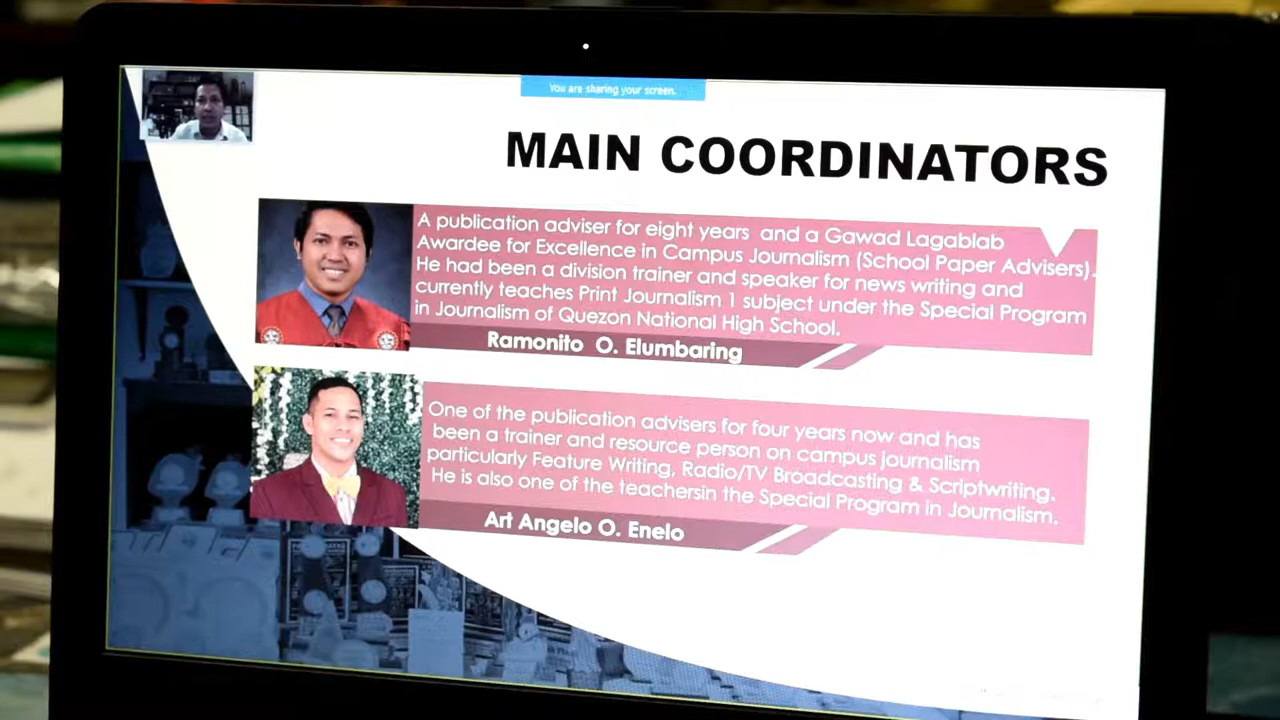 You are sharing your screen.
MAIN COORDINATORS
A publication adviser for eight years and a Gawad Lagablab
Awardee for Excellence in Campus Journalism (School Paper Advisers).
He had been a division trainer and speaker for news writing and
currently teaches Print Journalism 1 subject under the Special Program
in Journalism of Quezon National High School.
Ramonito O. Elumbaring
One of the publication advisers for four years now and has
been a trainer and resource person on campus journalism
particularly Feature Writing, Radio/TV Broadcasting & Scriptwriting.
He is also one of the teachersin the Special Program in Journalism.
Art Angelo O. Enelo